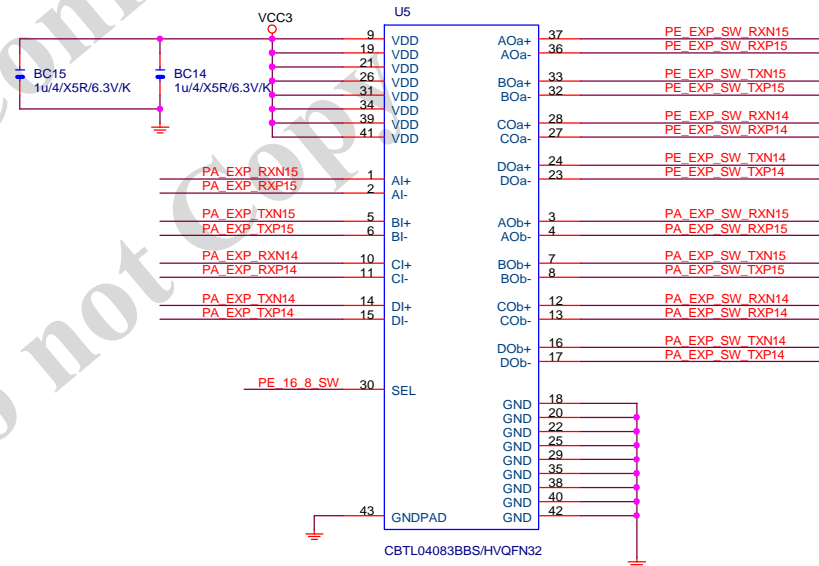 VCC3
U5
BC15
1u/4/X5R/6.3V/K
BC14
1u/4/X5R/6.3V/K
9 VDD
19 VDD
21 VDD
26 VDD
31 VDD
34 VDD
39 VDD
41 VDD
PA_EXP_RXN15 1 AI+
PA_EXP_RXP15 2 AI-
PA_EXP_TXN15 5 BI+
PA_EXP_TXP15 6 BI-
PA_EXP_RXN14 10 CI+
PA_EXP_RXP14 11 CI-
PA_EXP_TXN14 14 DI+
PA_EXP_TXP14 15 DI-
PE_16_8_SW 30 SEL
43 GNDPAD
AOa+ 37 PE_EXP_SW_RXN15
AOa- 36 PE_EXP_SW_RXP15
BOa+ 33 PE_EXP_SW_TXN15
BOa- 32 PE_EXP_SW_TXP15
COa+ 28 PE_EXP_SW_RXN14
COa- 27 PE_EXP_SW_RXP14
DOa+ 24 PE_EXP_SW_TXN14
DOa- 23 PE_EXP_SW_TXP14
AOb+ 3 PA_EXP_SW_RXN15
AOb- 4 PA_EXP_SW_RXP15
BOb+ 7 PA_EXP_SW_TXN15
BOb- 8 PA_EXP_SW_TXP15
COb+ 12 PA_EXP_SW_RXN14
COb- 13 PA_EXP_SW_RXP14
DOb+ 16 PA_EXP_SW_TXN14
DOb- 17 PA_EXP_SW_TXP14
GND 18
GND 20
GND 22
GND 25
GND 29
GND 35
GND 38
GND 40
GND 42
CBTL04083BBS/HVQFN32
not Copy